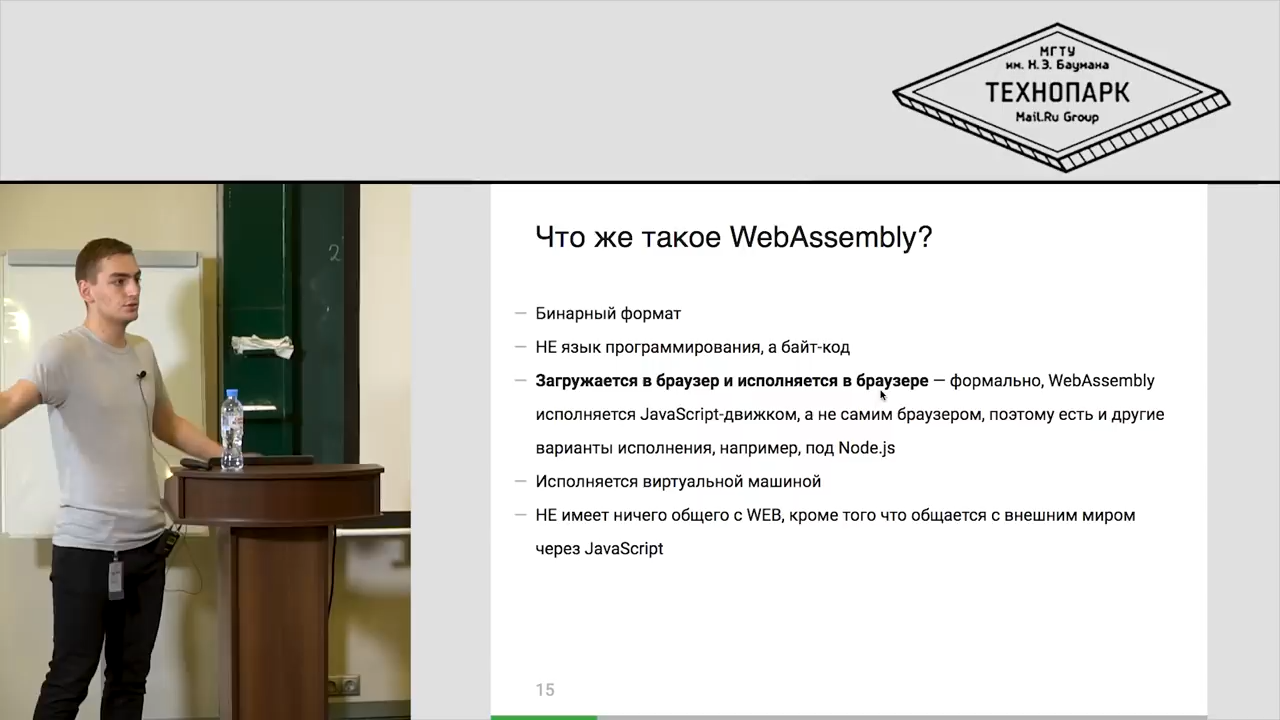 МГТУ
им. Н.Э. Баумана
ТЕХНОПАРК
Mail.Ru Group
2
Что же такое WebAssembly?
— Бинарный формат
— НЕ язык программирования, а байт-код
— Загружается в браузер и исполняется в браузере — формально, WebAssembly
исполняется JavaScript-движком, а не самим браузером, поэтому есть и другие
варианты исполнения, например, под Node.js
— Исполняется виртуальной машиной
— НЕ имеет ничего общего с WEB, кроме того что общается с внешним миром
через JavaScript
15